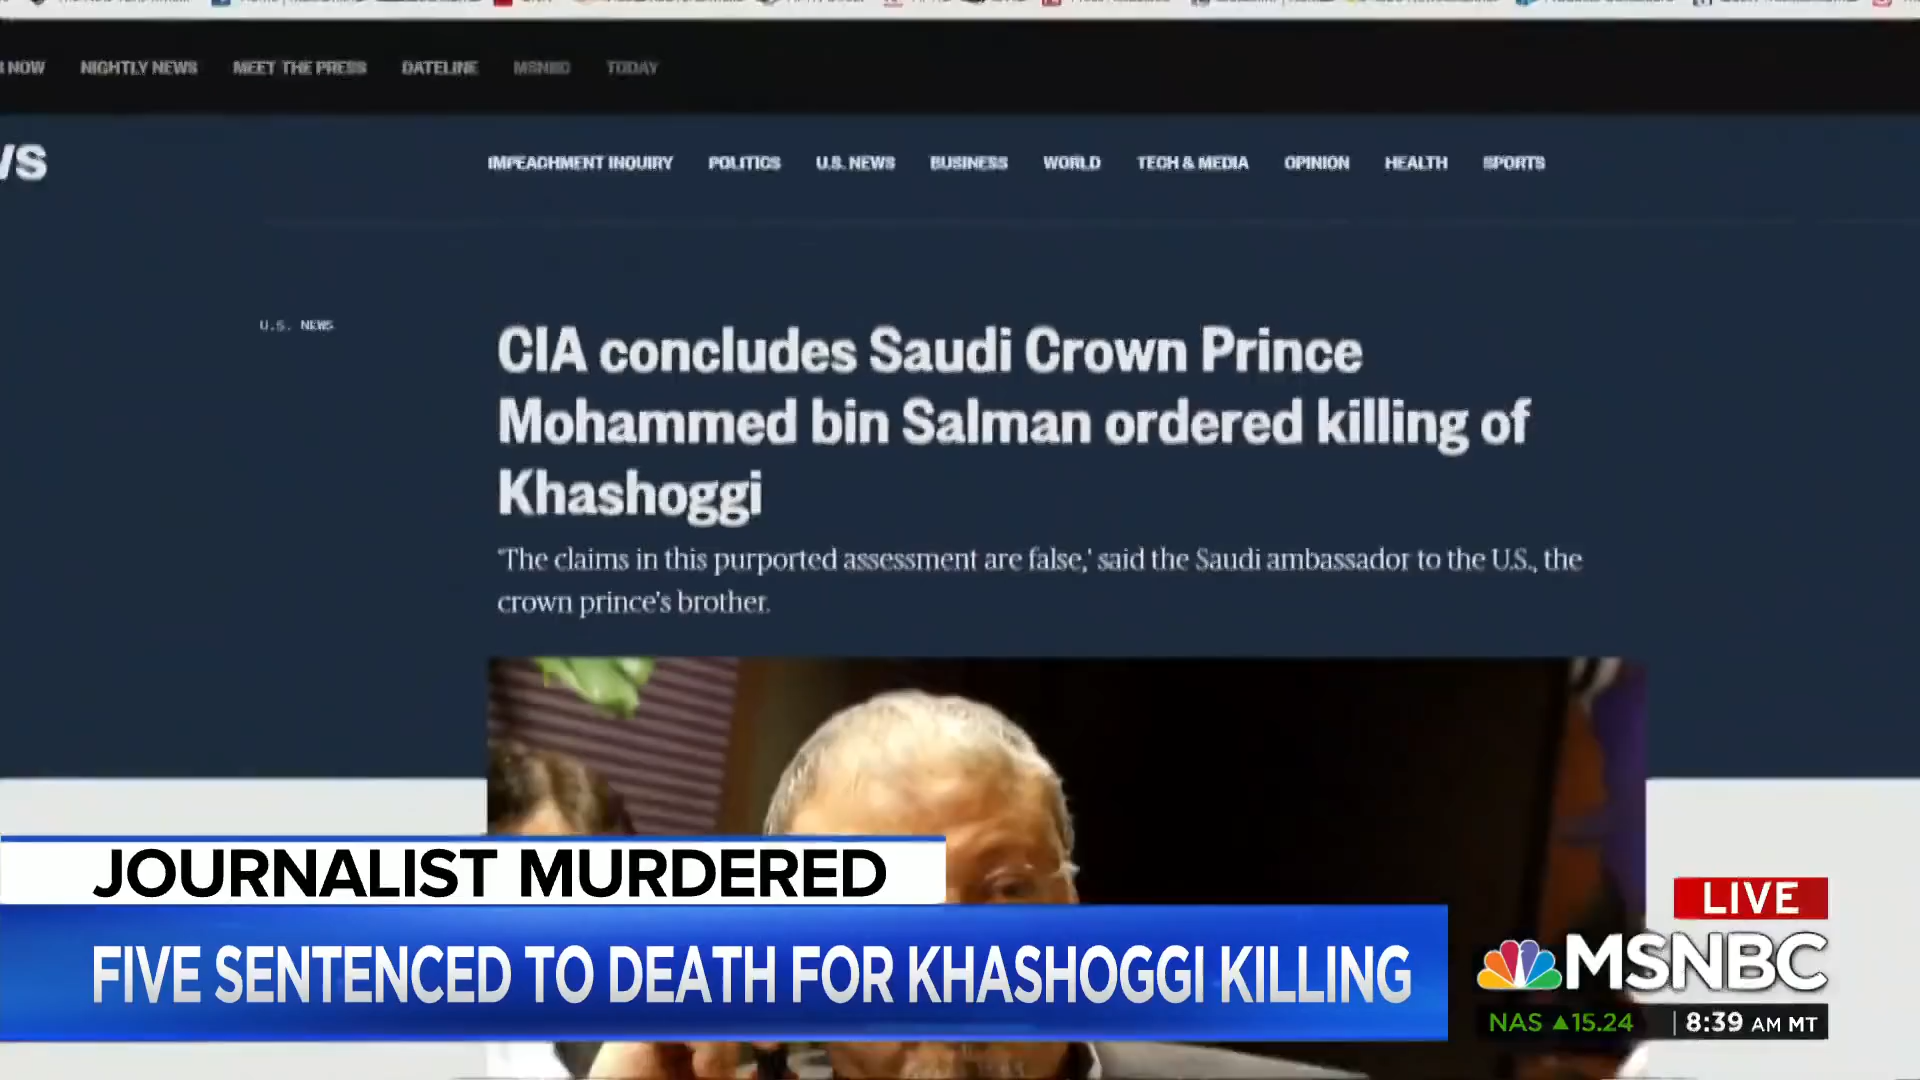 NOW
NIGHTLY NEWS
MEET THE PRESS
DATELINE
MSNBC
TODAY
WS
IMPEACHMENT INQUIRY
POLITICS
U.S. NEWS
BUSINESS
WORLD
TECH & MEDIA
OPINION
HEALTH
SPORTS
U.S. NEWS
CIA concludes Saudi Crown Prince
Mohammed bin Salman ordered killing of
Khashoggi
'The claims in this purported assessment are false,' said the Saudi ambassador to the U.S., the
crown prince's brother.
JOURNALIST MURDERED
FIVE SENTENCED TO DEATH FOR KHASHOGGI KILLING
LIVE
MSNBC
NAS ▲15.24 | 8:39 AM MT